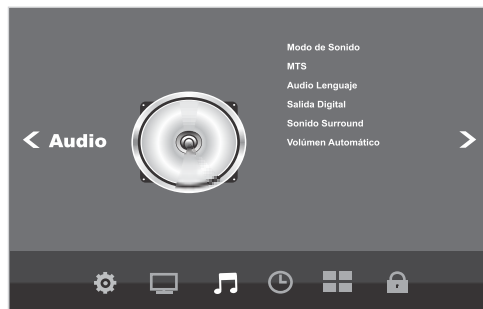 Audio
Modo de Sonido
MTS
Audio Lenguaje
Salida Digital
Sonido Surround
Volúmen Automático